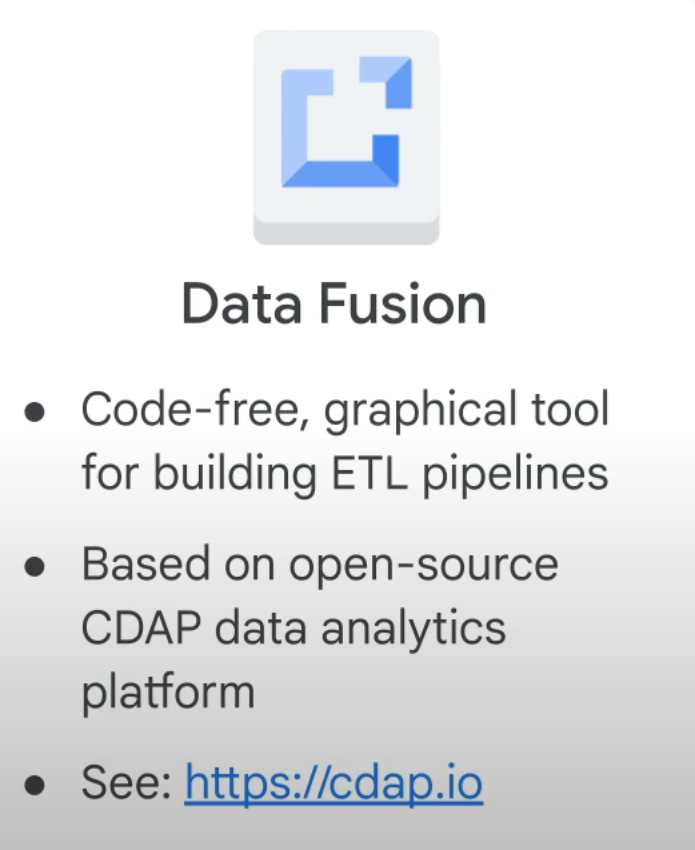 Data Fusion
● Code-free, graphical tool
for building ETL pipelines
● Based on open-source
CDAP data analytics
platform
● See: https://cdap.io